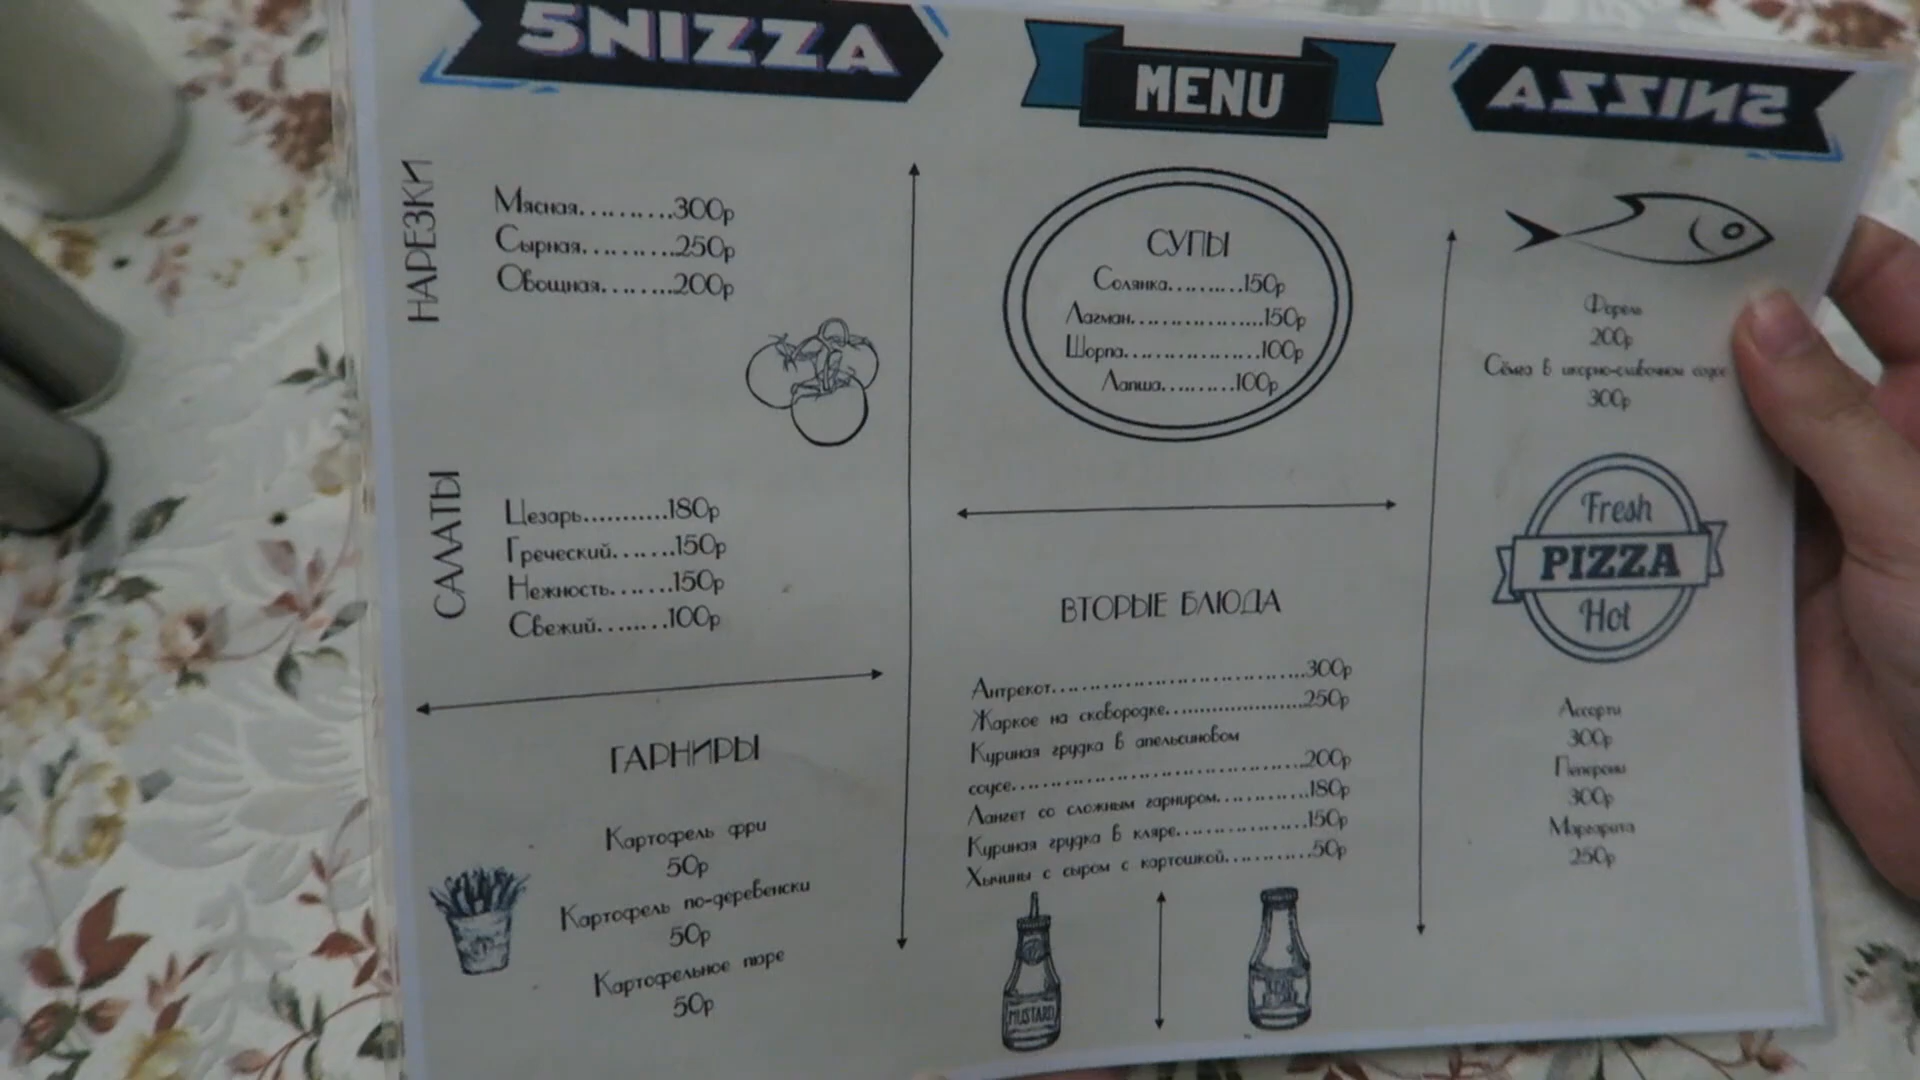 5NIZZA
НАРЕЗКИ
Мясная..........300р
Сырная..........250р
Овощная........200р
САЛАТЫ
Цезарь...........180р
Греческий.......150р
Нежность.......150р
Свежий........100р
ГАРНИРЫ
Картофель фри
50р
Картофель по-деревенски
50р
Картофельное пюре
50р
MENU
СУПЫ
Солянка.........150р
Лагман.................150р
Шорпа.................100р
Лапша.........100р
ВТОРЫЕ БЛЮДА
Антрекот..............................300р
Жаркое на сковородке......................250р
Куриная грудка в апельсиновом
соусе..................................200р
Лангет со сложным гарниром.............180р
Куриная грудка в кляре...............150р
Хычины с сыром с картошкой............50р
MUSTARD
5NIZZA
Форель
200р
Сёмга в икорно-сливочном соусе
300р
Fresh
PIZZA
Hot
Ассорти
300р
Пеперони
300р
Маргарита
250р